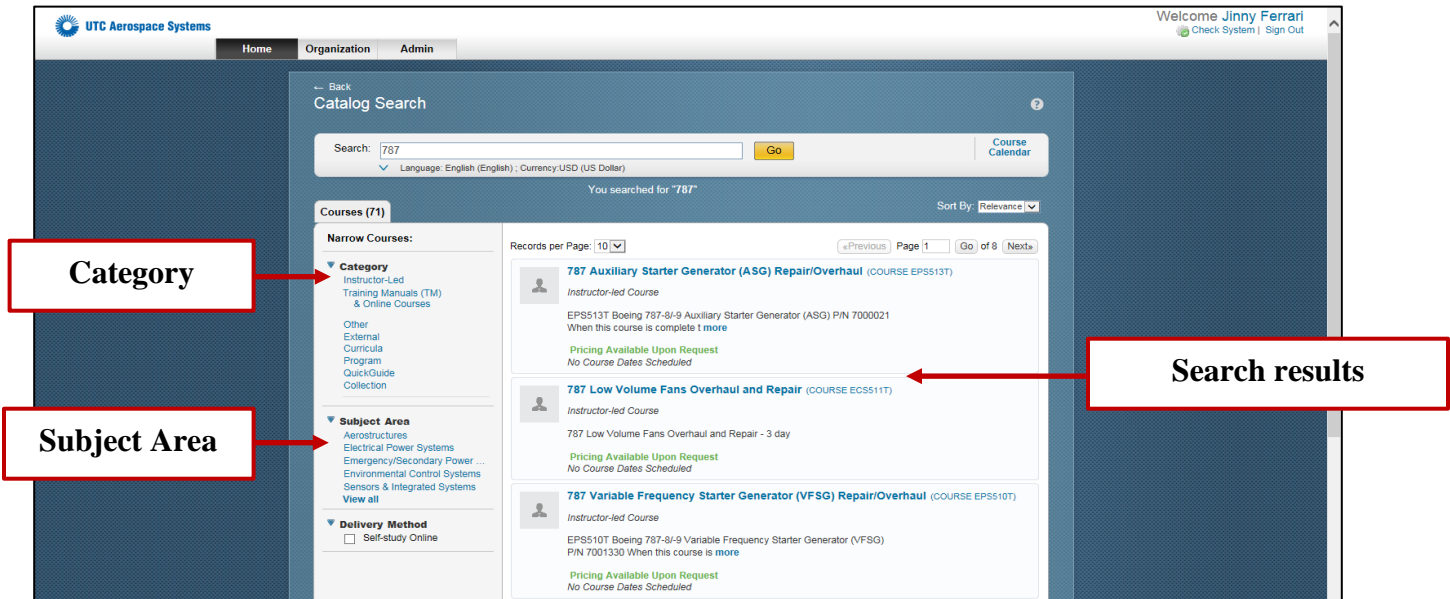 UTC Aerospace Systems
Welcome Jinny Ferrari
Check System | Sign Out
Home Organization Admin
← Back
Catalog Search
?
Search: 787 Go
Course
Calendar
Language: English (English) ; Currency:USD (US Dollar)
You searched for "787"
Courses (71)
Sort By: Relevance
Narrow Courses:
Records per Page: 10 «Previous Page 1 Go of 8 Next»
Category
Category
Instructor-Led
Training Manuals (TM)
& Online Courses
Other
External
Curricula
Program
QuickGuide
Collection
Subject Area
Subject Area
Aerostructures
Electrical Power Systems
Emergency/Secondary Power ...
Environmental Control Systems
Sensors & Integrated Systems
View all
Delivery Method
Self-study Online
787 Auxiliary Starter Generator (ASG) Repair/Overhaul (COURSE EPS513T)
Instructor-led Course
EPS513T Boeing 787-8/-9 Auxiliary Starter Generator (ASG) P/N 7000021
When this course is complete t more
Pricing Available Upon Request
No Course Dates Scheduled
Search results
787 Low Volume Fans Overhaul and Repair (COURSE ECS511T)
Instructor-led Course
787 Low Volume Fans Overhaul and Repair - 3 day
Pricing Available Upon Request
No Course Dates Scheduled
787 Variable Frequency Starter Generator (VFSG) Repair/Overhaul (COURSE EPS510T)
Instructor-led Course
EPS510T Boeing 787-8/-9 Variable Frequency Starter Generator (VFSG)
P/N 7001330 When this course is more
Pricing Available Upon Request
No Course Dates Scheduled